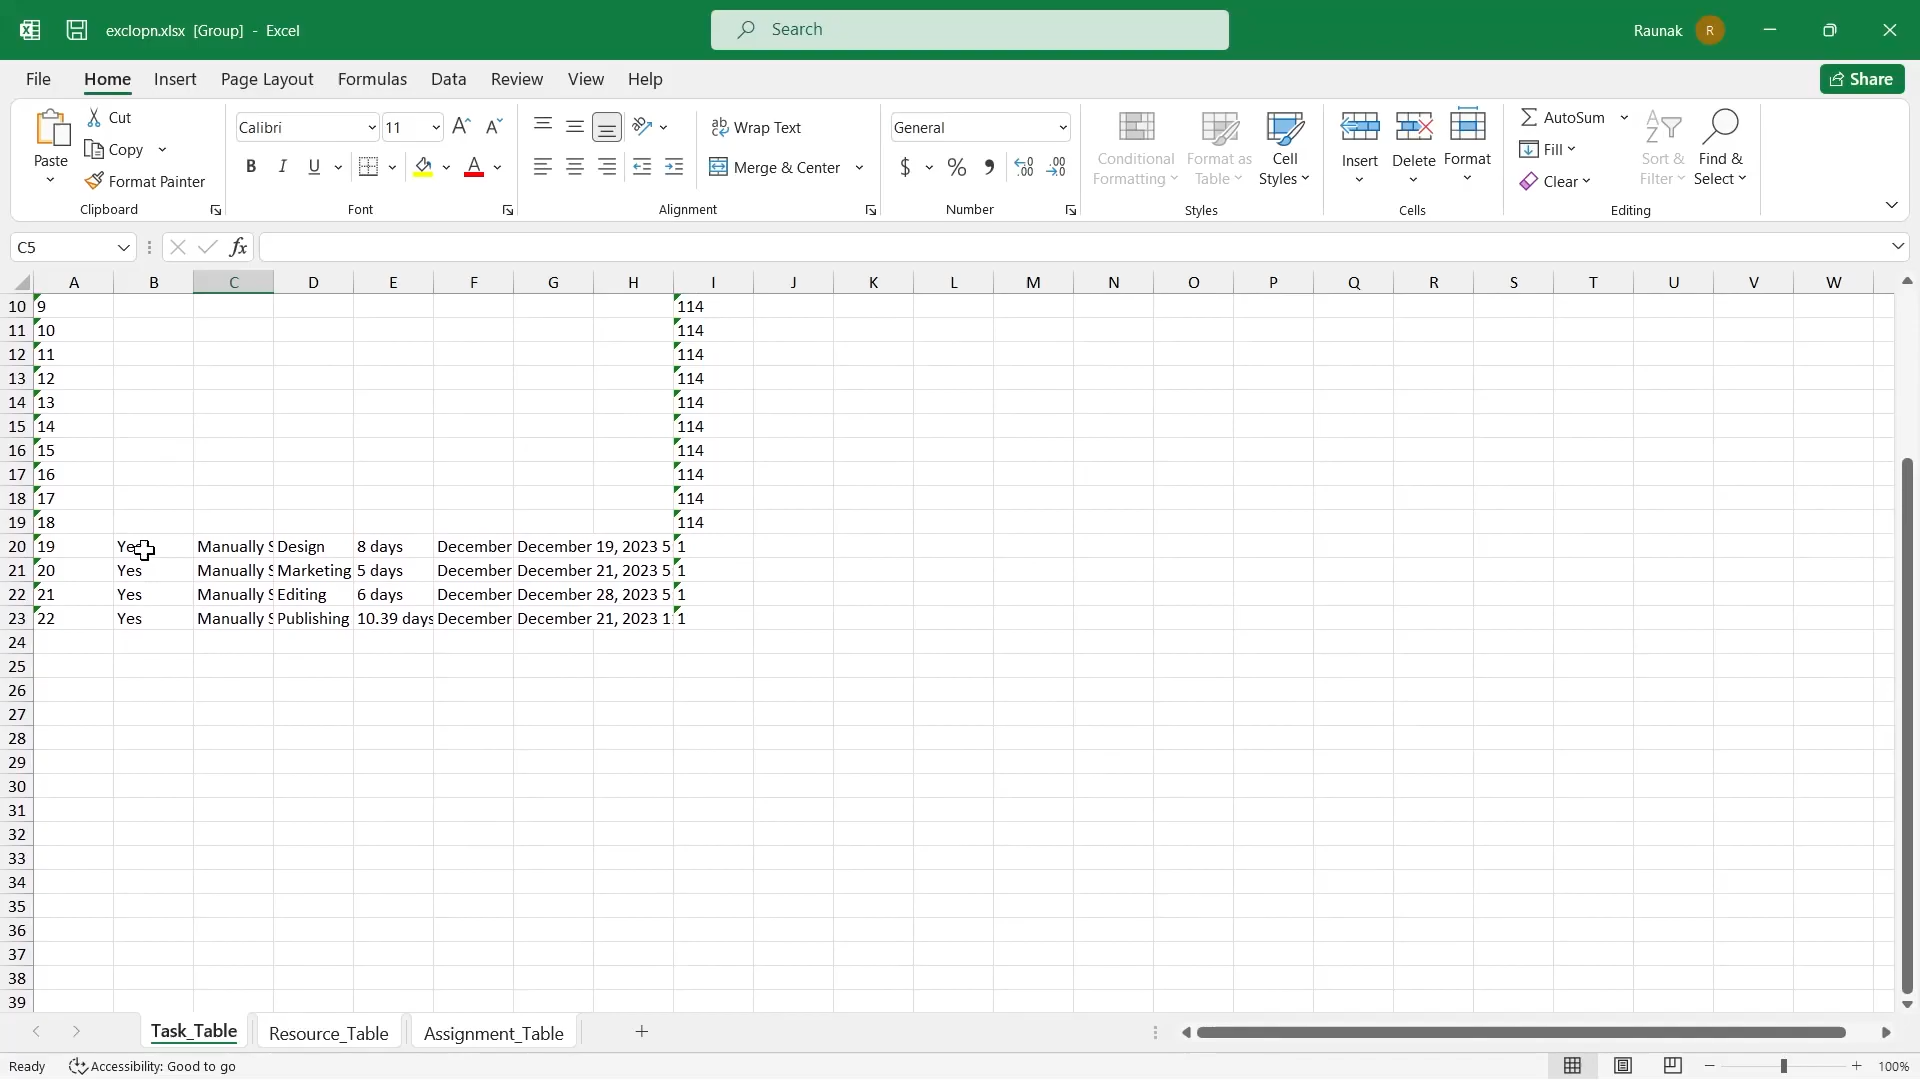 exclopn.xlsx [Group] - Excel
Search
Raunak R
File Home Insert Page Layout Formulas Data Review View Help
Share
Paste
Cut
Copy
Format Painter
Clipboard
Calibri 11
B I U
Font
Wrap Text
Merge & Center
Alignment
General
$ % ,
Number
Conditional Formatting
Format as Table
Cell Styles
Styles
Insert Delete Format
Cells
AutoSum
Fill
Clear
Sort & Filter
Find & Select
Editing
C5 fx
A B C D E F G H I J K L M N O P Q R S T U V W
10 9 114
11 10 114
12 11 114
13 12 114
14 13 114
15 14 114
16 15 114
17 16 114
18 17 114
19 18 114
20 19 Yes Manually S Design 8 days December December 19, 2023 5 1
21 20 Yes Manually S Marketing 5 days December December 21, 2023 5 1
22 21 Yes Manually S Editing 6 days December December 28, 2023 5 1
23 22 Yes Manually S Publishing 10.39 days December December 21, 2023 1 1
24
25
26
27
28
29
30
31
32
33
34
35
36
37
38
39
Task_Table Resource_Table Assignment_Table
Ready Accessibility: Good to go 100%